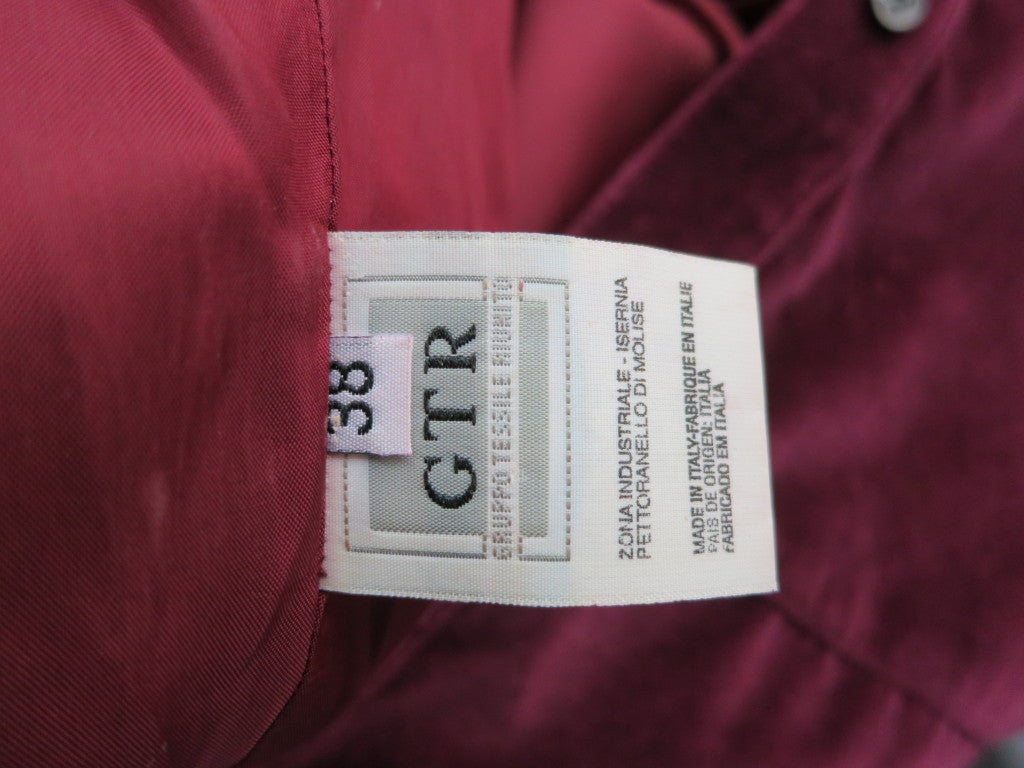 38
GTR
GRUPPO TESSILE RIUNITO
ZONA INDUSTRIALE - ISERNIA
PETTORANELLO DI MOLISE
MADE IN ITALY-FABRIQUE EN ITALIE
PAIS DE ORIGEN: ITALIA
FABRICADO EM ITALIA